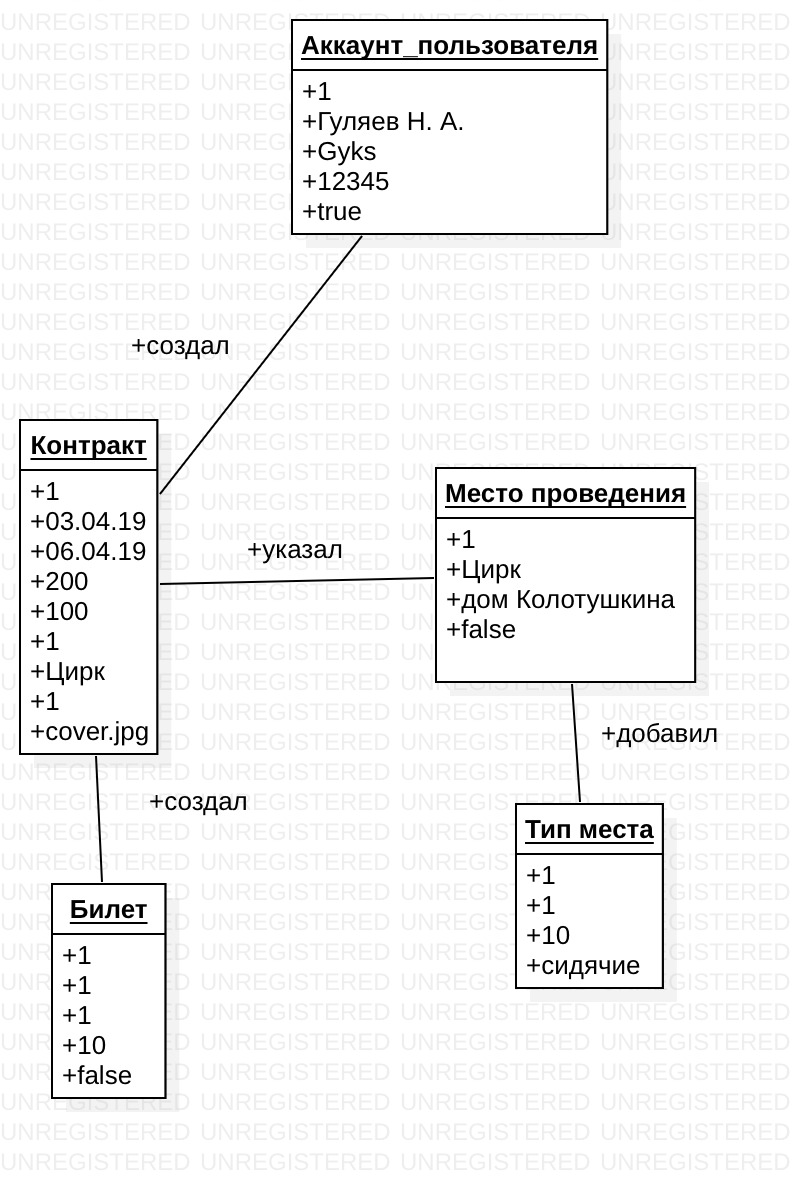 Аккаунт_пользователя
+1
+Гуляев Н. А.
+Gyks
+12345
+true
+создал
Контракт
+1
+03.04.19
+06.04.19
+200
+100
+1
+Цирк
+1
+cover.jpg
+указал
Место проведения
+1
+Цирк
+дом Колотушкина
+false
+добавил
+создал
Тип места
+1
+1
+10
+сидячие
Билет
+1
+1
+1
+10
+false
UNREGISTERED